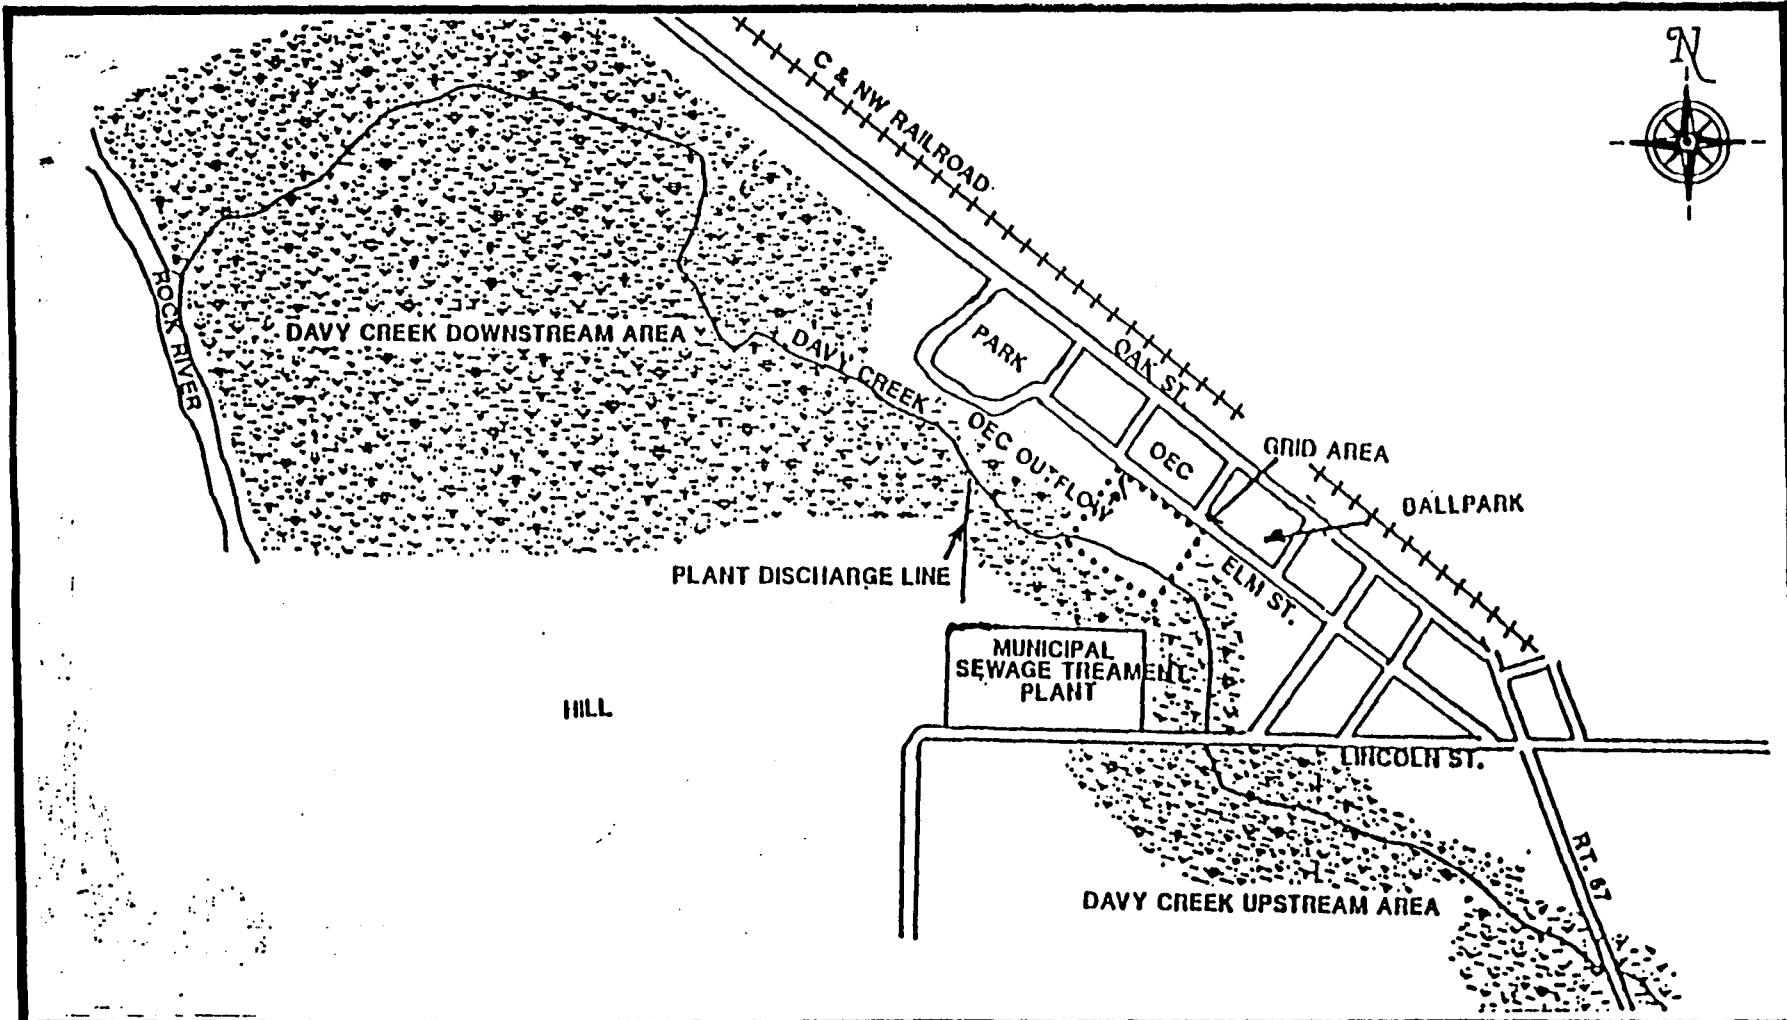 N
C & NW RAILROAD
ROCK RIVER
DAVY CREEK DOWNSTREAM AREA
DAVY CREEK
PARK
OAK ST.
OEC OUTFLOW
OEC
GRID AREA
BALLPARK
PLANT DISCHARGE LINE
ELM ST.
MUNICIPAL
SEWAGE TREAMENT
PLANT
HILL
LINCOLN ST.
RT. 67
DAVY CREEK UPSTREAM AREA